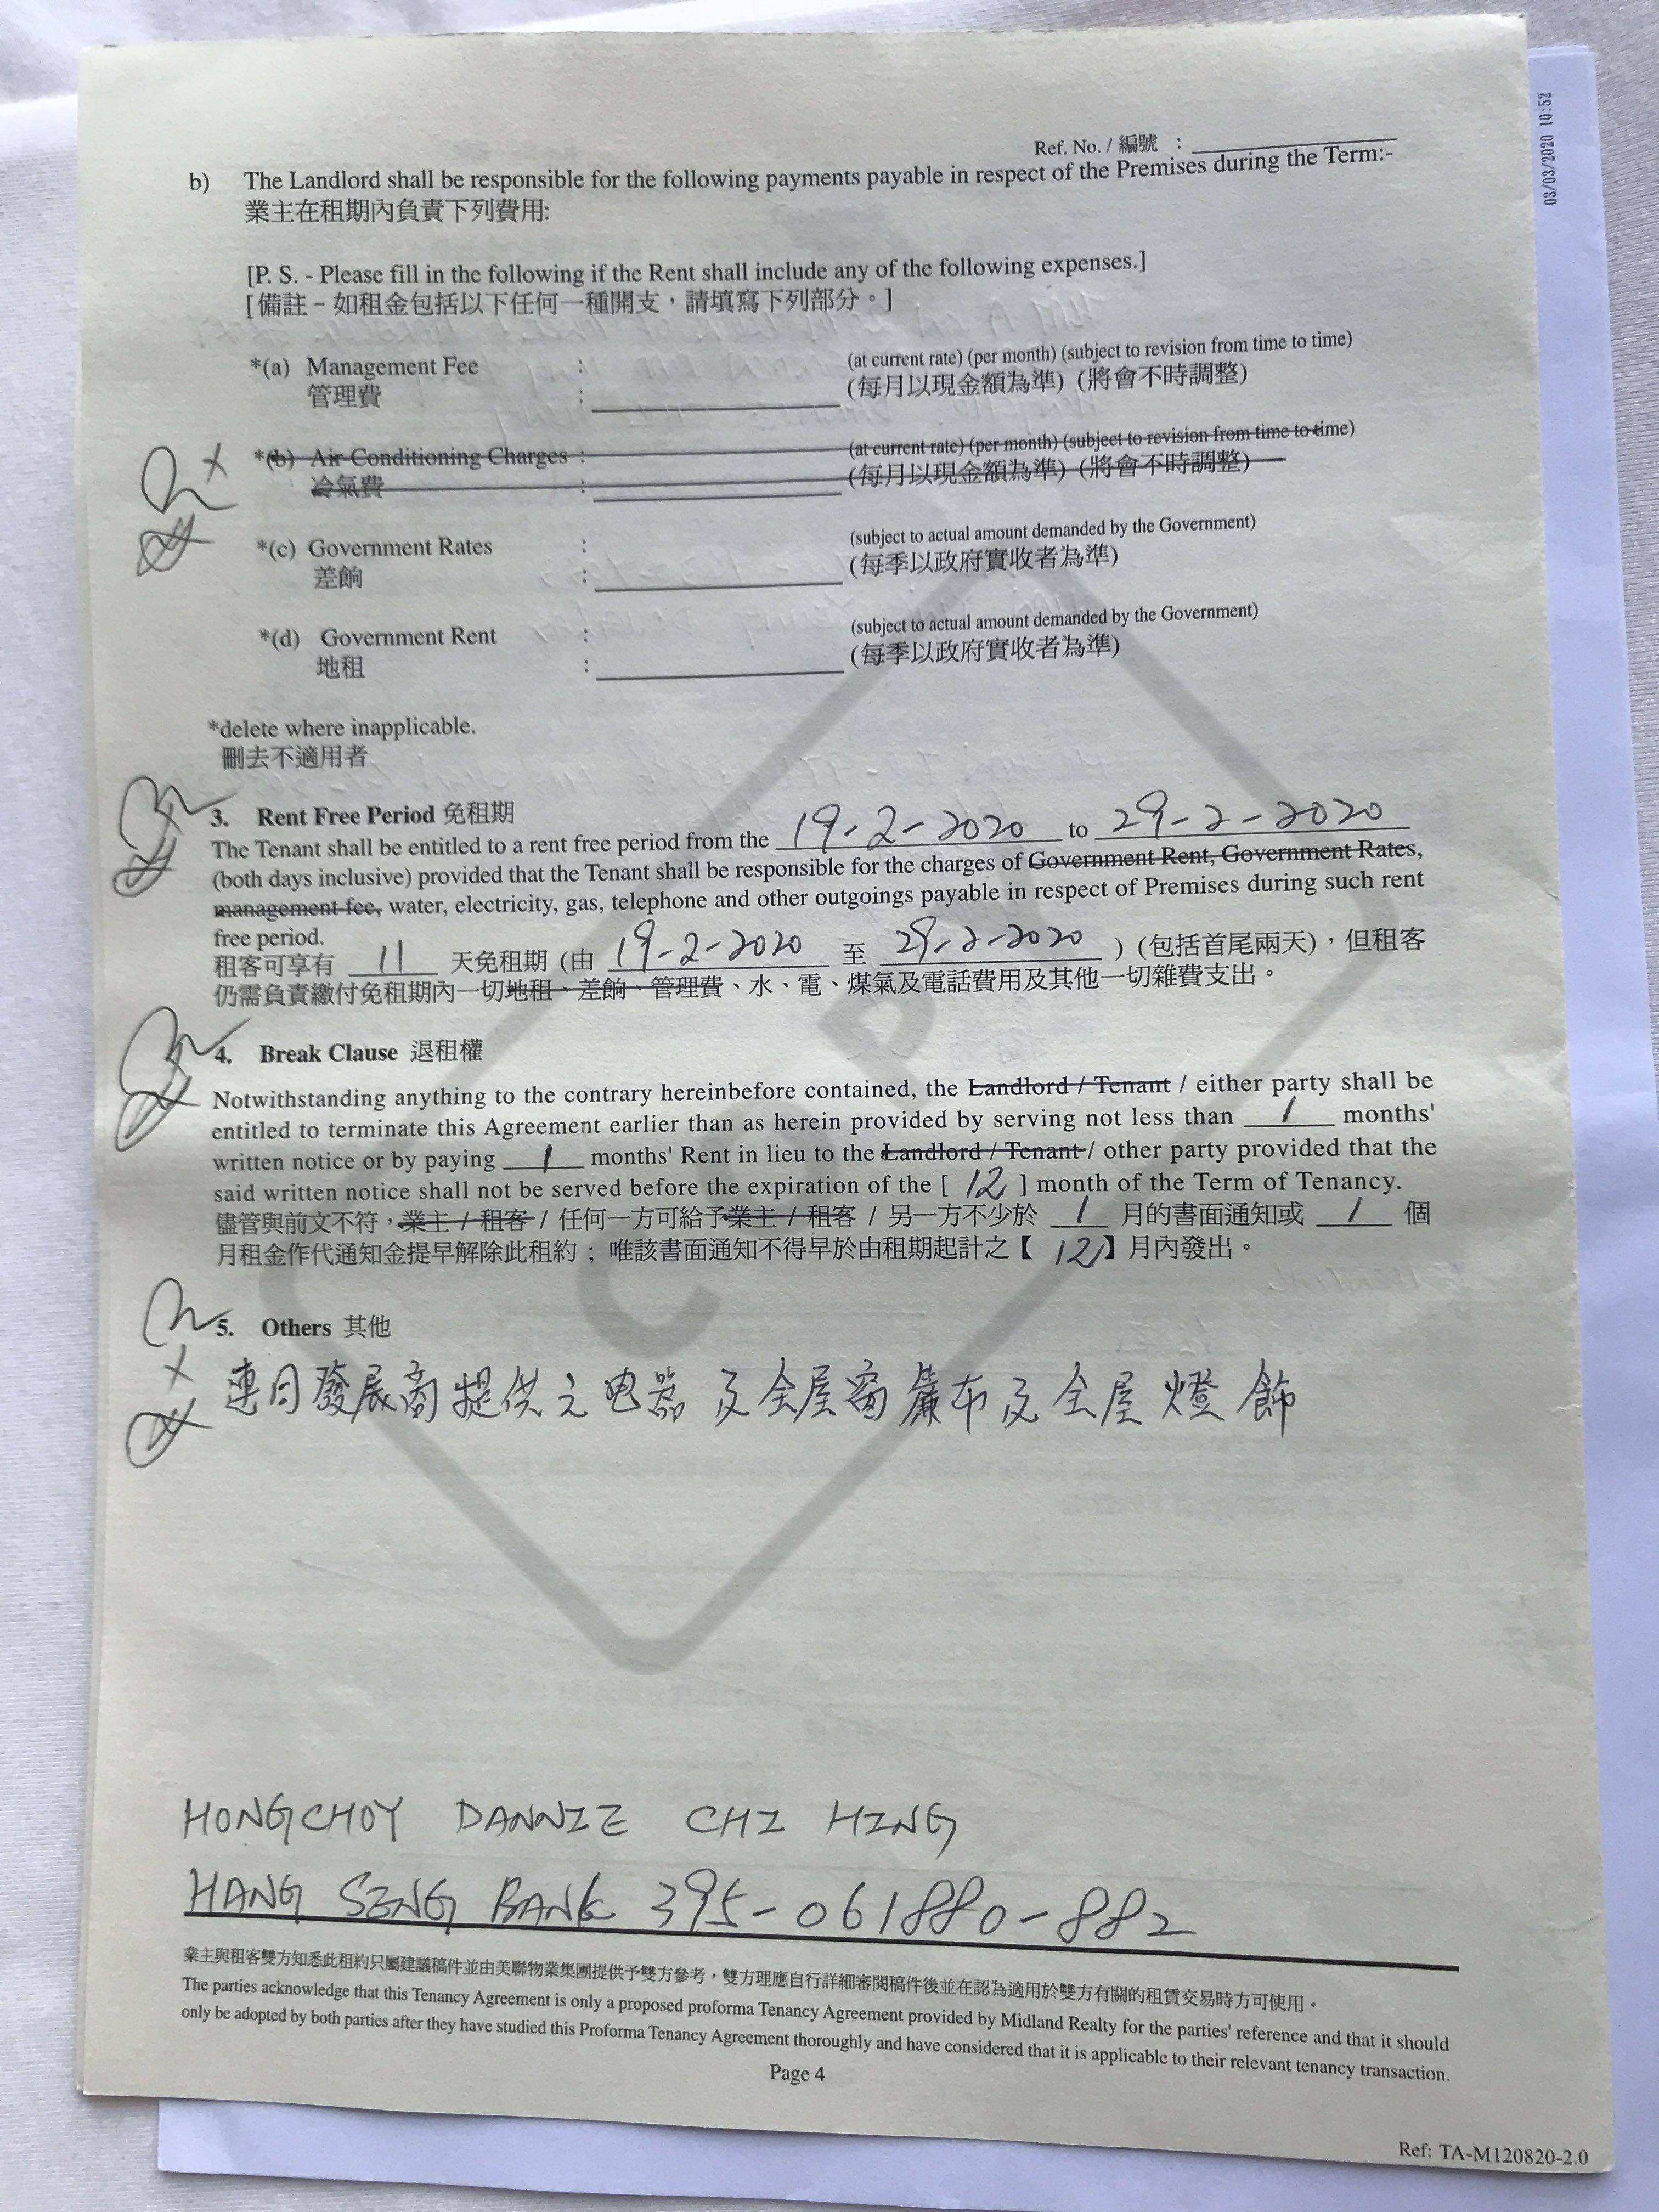 03/03/2020 10:52
Ref. No. / 編號 :
b) The Landlord shall be responsible for the following payments payable in respect of the Premises during the Term:-
業主在租期內負責下列費用:
[P. S. - Please fill in the following if the Rent shall include any of the following expenses.]
[備註 - 如租金包括以下任何一種開支，請填寫下列部分。]
*(a) Management Fee : (at current rate) (per month) (subject to revision from time to time)
管理費 : (每月以現金額為準) (將會不時調整)
*(b) Air-Conditioning Charges : (at current rate) (per month) (subject to revision from time to time)
冷氣費 : (每月以現金額為準) (將會不時調整)
*(c) Government Rates : (subject to actual amount demanded by the Government)
差餉 : (每季以政府實收者為準)
*(d) Government Rent : (subject to actual amount demanded by the Government)
地租 : (每季以政府實收者為準)
*delete where inapplicable.
刪去不適用者
3. Rent Free Period 免租期
The Tenant shall be entitled to a rent free period from the 19-2-2020 to 29-2-2020
(both days inclusive) provided that the Tenant shall be responsible for the charges of Government Rent, Government Rates,
management fee, water, electricity, gas, telephone and other outgoings payable in respect of Premises during such rent
free period.
租客可享有 11 天免租期 (由 19-2-2020 至 29-2-2020 ) (包括首尾兩天)，但租客
仍需負責繳付免租期內一切地租、差餉、管理費、水、電、煤氣及電話費用及其他一切雜費支出。
4. Break Clause 退租權
Notwithstanding anything to the contrary hereinbefore contained, the Landlord / Tenant / either party shall be
entitled to terminate this Agreement earlier than as herein provided by serving not less than 1 months'
written notice or by paying 1 months' Rent in lieu to the Landlord / Tenant / other party provided that the
said written notice shall not be served before the expiration of the [ 12 ] month of the Term of Tenancy.
儘管與前文不符，業主 / 租客 / 任何一方可給予業主 / 租客 / 另一方不少於 1 月的書面通知或 1 個
月租金作代通知金提早解除此租約；唯該書面通知不得早於由租期起計之【 12 】月內發出。
5. Others 其他
連同發展商提供之电器及全屋窗簾布及全屋燈飾
HONGCHOY DANNIE CHI HING
HANG SENG BANK 395-061880-882
業主與租客雙方知悉此租約只屬建議稿件並由美聯物業集團提供予雙方參考，雙方理應自行詳細審閱稿件後並在認為適用於雙方有關的租賃交易時方可使用。
The parties acknowledge that this Tenancy Agreement is only a proposed proforma Tenancy Agreement provided by Midland Realty for the parties' reference and that it should
only be adopted by both parties after they have studied this Proforma Tenancy Agreement thoroughly and have considered that it is applicable to their relevant tenancy transaction.
Page 4
Ref: TA-M120820-2.0
COPY